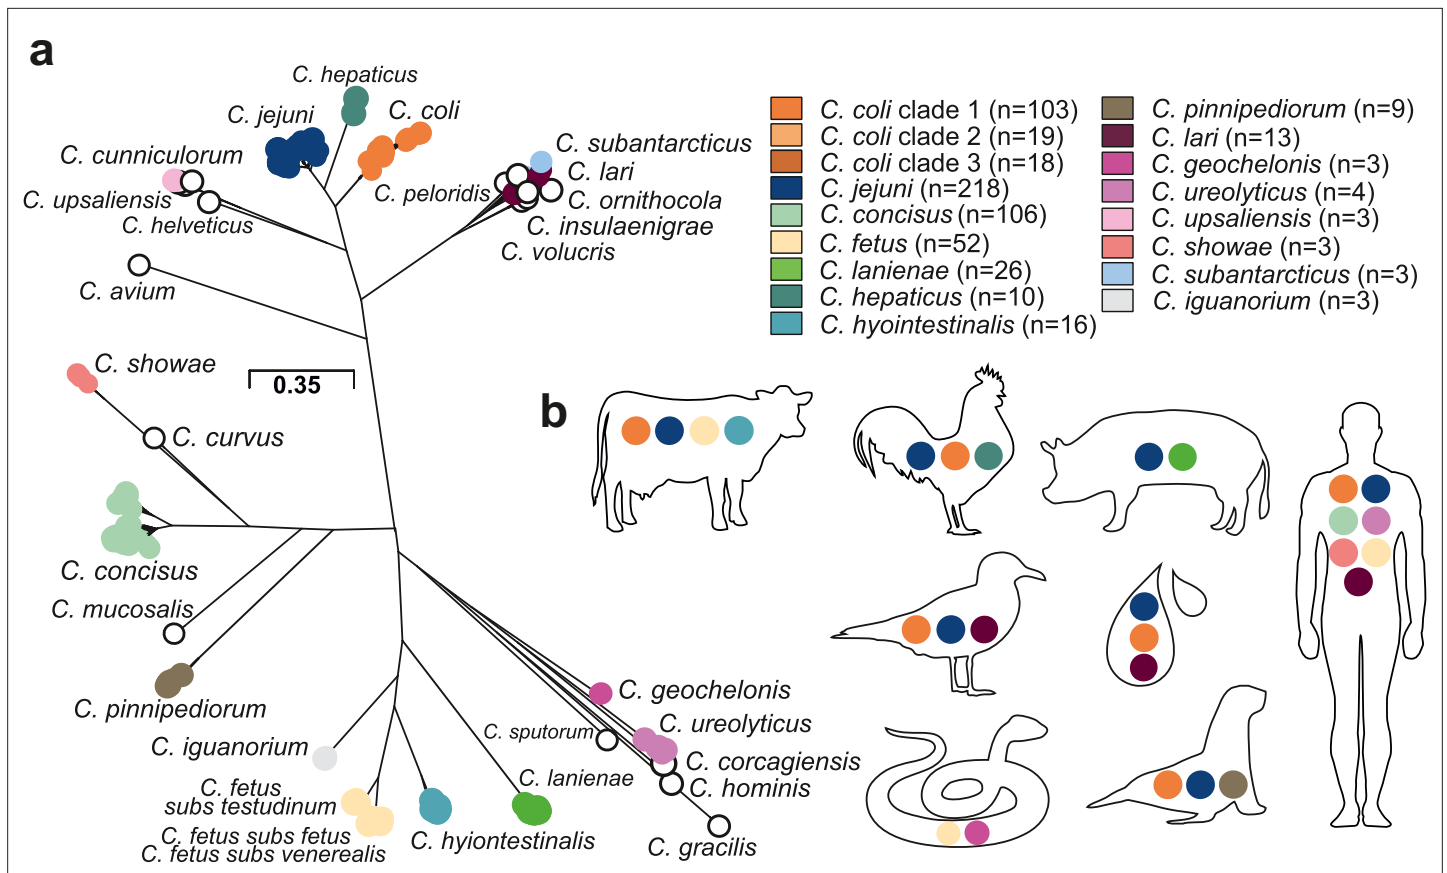 a
C. hepaticus
C. jejuni
C. coli
C. cunniculorum
C. subantarcticus
C. upsaliensis
C. peloridis
C. lari
C. helveticus
C. ornithocola
C. insulaenigrae
C. volucris
C. avium
C. showae
0.35
C. curvus
C. concisus
C. mucosalis
C. pinnipediorum
C. iguanorium
C. fetus
subs testudinum
C. fetus subs fetus
C. fetus subs venerealis
C. hyiontestinalis
C. lanienae
C. sputorum
C. geochelonis
C. ureolyticus
C. corcagiensis
C. hominis
C. gracilis
C. coli clade 1 (n=103)
C. coli clade 2 (n=19)
C. coli clade 3 (n=18)
C. jejuni (n=218)
C. concisus (n=106)
C. fetus (n=52)
C. lanienae (n=26)
C. hepaticus (n=10)
C. hyointestinalis (n=16)
C. pinnipediorum (n=9)
C. lari (n=13)
C. geochelonis (n=3)
C. ureolyticus (n=4)
C. upsaliensis (n=3)
C. showae (n=3)
C. subantarcticus (n=3)
C. iguanorium (n=3)
b